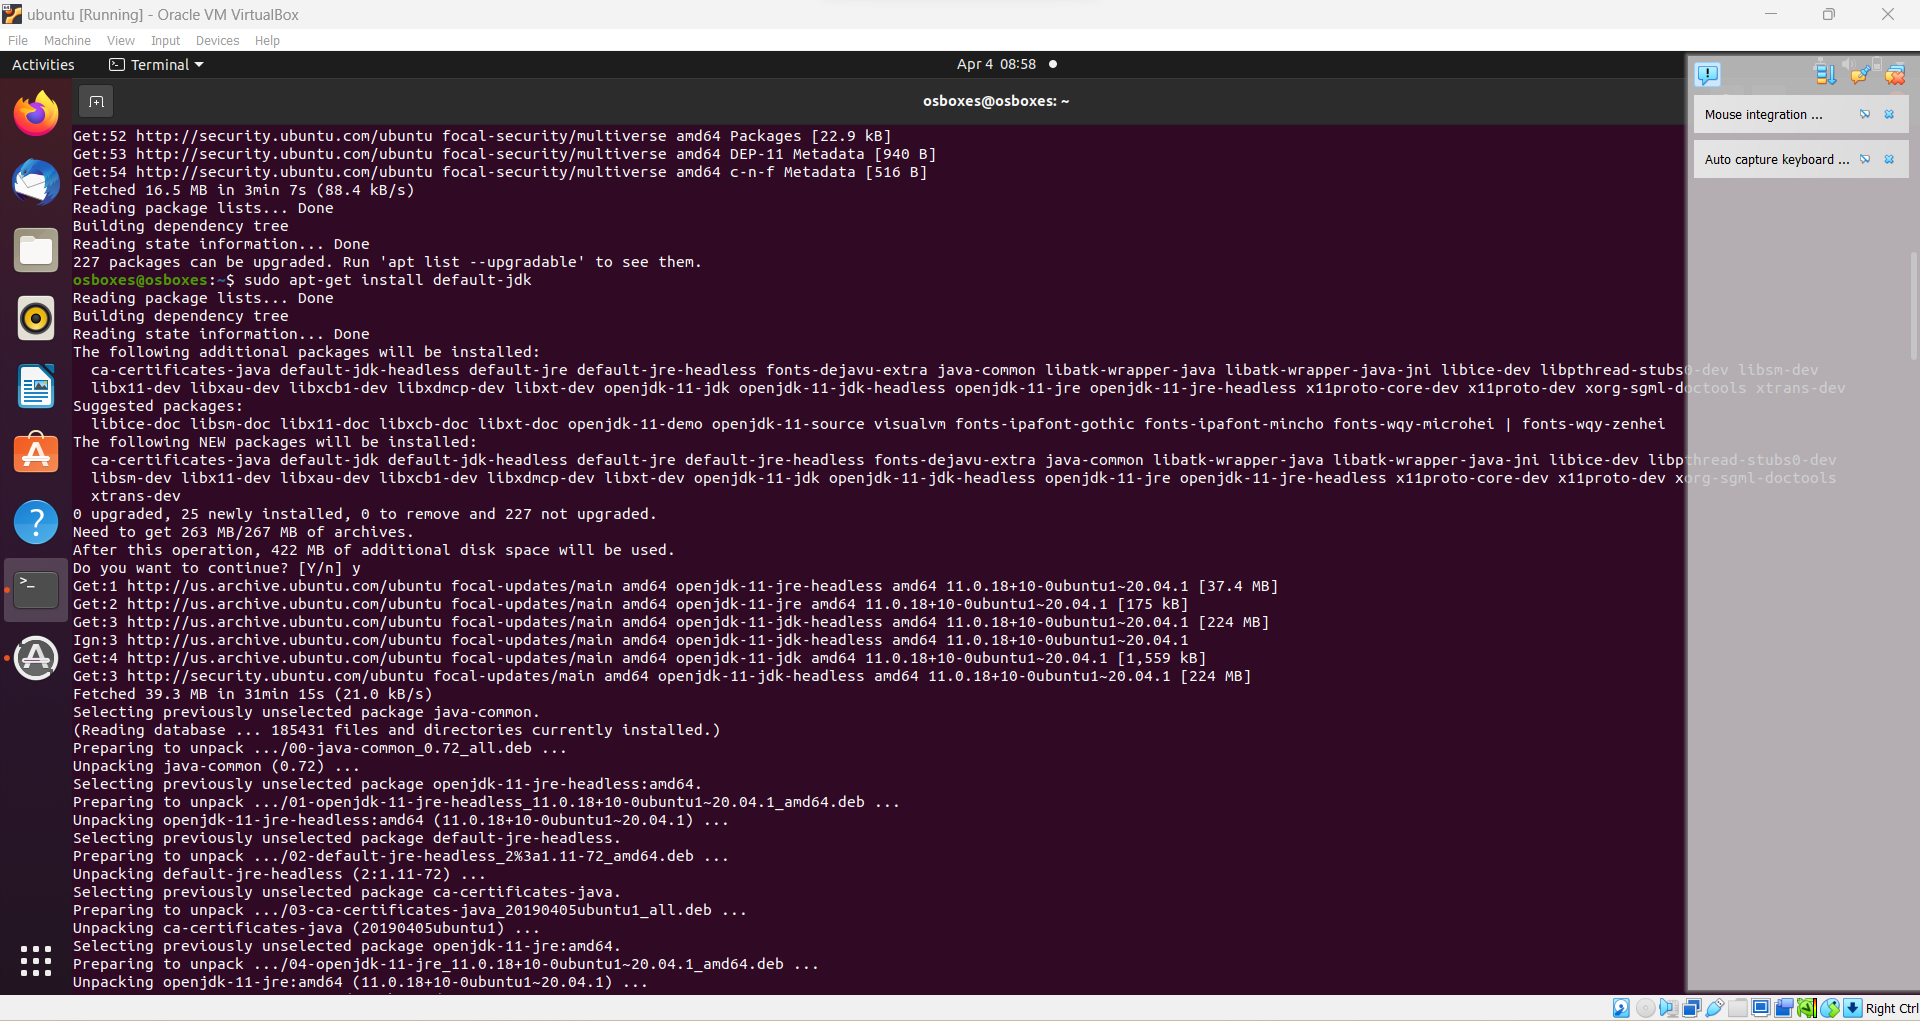 ubuntu [Running] - Oracle VM VirtualBox
File Machine View Input Devices Help
Activities Terminal Apr 4 08:58
osboxes@osboxes: ~
Mouse integration ...
Auto capture keyboard ...
Get:52 http://security.ubuntu.com/ubuntu focal-security/multiverse amd64 Packages [22.9 kB]
Get:53 http://security.ubuntu.com/ubuntu focal-security/multiverse amd64 DEP-11 Metadata [940 B]
Get:54 http://security.ubuntu.com/ubuntu focal-security/multiverse amd64 c-n-f Metadata [516 B]
Fetched 16.5 MB in 3min 7s (88.4 kB/s)
Reading package lists... Done
Building dependency tree
Reading state information... Done
227 packages can be upgraded. Run 'apt list --upgradable' to see them.
osboxes@osboxes:~$ sudo apt-get install default-jdk
Reading package lists... Done
Building dependency tree
Reading state information... Done
The following additional packages will be installed:
ca-certificates-java default-jdk-headless default-jre default-jre-headless fonts-dejavu-extra java-common libatk-wrapper-java libatk-wrapper-java-jni libice-dev libpthread-stubs0-dev libsm-dev
libx11-dev libxau-dev libxcb1-dev libxdmcp-dev libxt-dev openjdk-11-jdk openjdk-11-jdk-headless openjdk-11-jre openjdk-11-jre-headless x11proto-core-dev x11proto-dev xorg-sgml-doctools xtrans-dev
Suggested packages:
libice-doc libsm-doc libx11-doc libxcb-doc libxt-doc openjdk-11-demo openjdk-11-source visualvm fonts-ipafont-gothic fonts-ipafont-mincho fonts-wqy-microhei | fonts-wqy-zenhei
The following NEW packages will be installed:
ca-certificates-java default-jdk default-jdk-headless default-jre default-jre-headless fonts-dejavu-extra java-common libatk-wrapper-java libatk-wrapper-java-jni libice-dev libpthread-stubs0-dev
libsm-dev libx11-dev libxau-dev libxcb1-dev libxdmcp-dev libxt-dev openjdk-11-jdk openjdk-11-jdk-headless openjdk-11-jre openjdk-11-jre-headless x11proto-core-dev x11proto-dev xorg-sgml-doctools
xtrans-dev
0 upgraded, 25 newly installed, 0 to remove and 227 not upgraded.
Need to get 263 MB/267 MB of archives.
After this operation, 422 MB of additional disk space will be used.
Do you want to continue? [Y/n] y
Get:1 http://us.archive.ubuntu.com/ubuntu focal-updates/main amd64 openjdk-11-jre-headless amd64 11.0.18+10-0ubuntu1~20.04.1 [37.4 MB]
Get:2 http://us.archive.ubuntu.com/ubuntu focal-updates/main amd64 openjdk-11-jre amd64 11.0.18+10-0ubuntu1~20.04.1 [175 kB]
Get:3 http://us.archive.ubuntu.com/ubuntu focal-updates/main amd64 openjdk-11-jdk-headless amd64 11.0.18+10-0ubuntu1~20.04.1 [224 MB]
Ign:3 http://us.archive.ubuntu.com/ubuntu focal-updates/main amd64 openjdk-11-jdk-headless amd64 11.0.18+10-0ubuntu1~20.04.1
Get:4 http://us.archive.ubuntu.com/ubuntu focal-updates/main amd64 openjdk-11-jdk amd64 11.0.18+10-0ubuntu1~20.04.1 [1,559 kB]
Get:3 http://security.ubuntu.com/ubuntu focal-updates/main amd64 openjdk-11-jdk-headless amd64 11.0.18+10-0ubuntu1~20.04.1 [224 MB]
Fetched 39.3 MB in 31min 15s (21.0 kB/s)
Selecting previously unselected package java-common.
(Reading database ... 185431 files and directories currently installed.)
Preparing to unpack .../00-java-common_0.72_all.deb ...
Unpacking java-common (0.72) ...
Selecting previously unselected package openjdk-11-jre-headless:amd64.
Preparing to unpack .../01-openjdk-11-jre-headless_11.0.18+10-0ubuntu1~20.04.1_amd64.deb ...
Unpacking openjdk-11-jre-headless:amd64 (11.0.18+10-0ubuntu1~20.04.1) ...
Selecting previously unselected package default-jre-headless.
Preparing to unpack .../02-default-jre-headless_2%3a1.11-72_amd64.deb ...
Unpacking default-jre-headless (2:1.11-72) ...
Selecting previously unselected package ca-certificates-java.
Preparing to unpack .../03-ca-certificates-java_20190405ubuntu1_all.deb ...
Unpacking ca-certificates-java (20190405ubuntu1) ...
Selecting previously unselected package openjdk-11-jre:amd64.
Preparing to unpack .../04-openjdk-11-jre_11.0.18+10-0ubuntu1~20.04.1_amd64.deb ...
Unpacking openjdk-11-jre:amd64 (11.0.18+10-0ubuntu1~20.04.1) ...
Right Ctrl